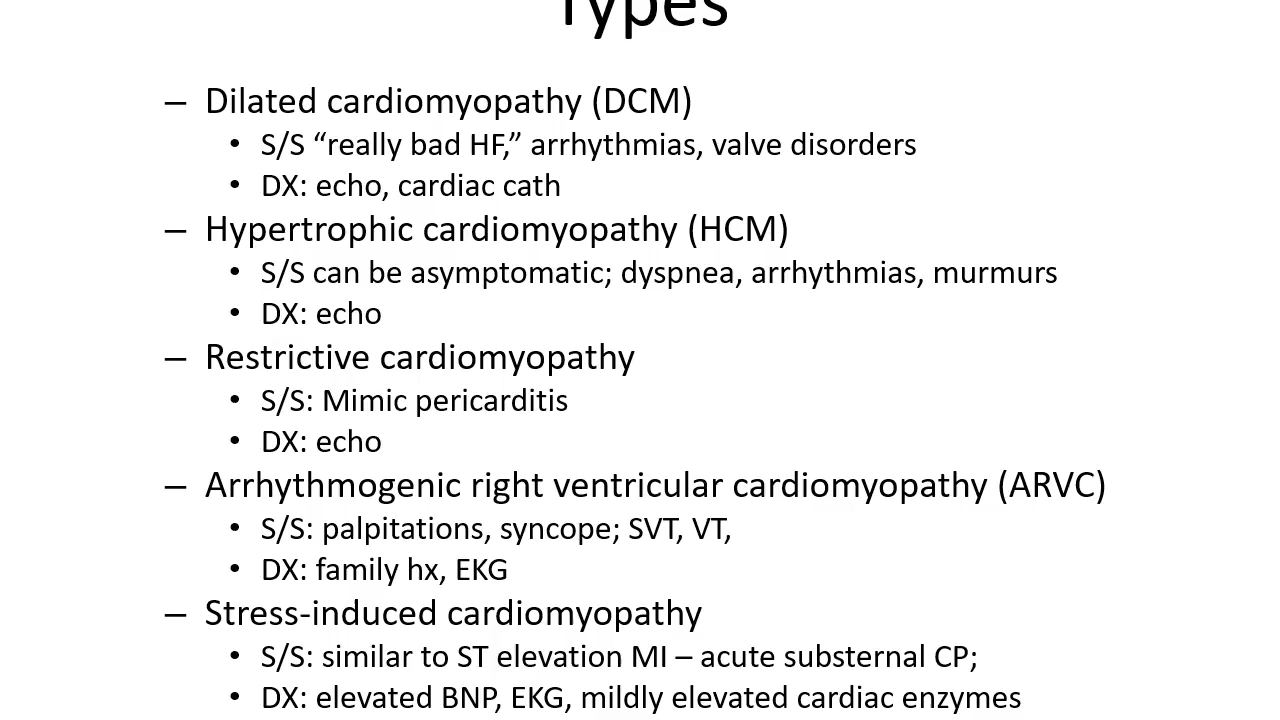 Types
– Dilated cardiomyopathy (DCM)
• S/S “really bad HF,” arrhythmias, valve disorders
• DX: echo, cardiac cath
– Hypertrophic cardiomyopathy (HCM)
• S/S can be asymptomatic; dyspnea, arrhythmias, murmurs
• DX: echo
– Restrictive cardiomyopathy
• S/S: Mimic pericarditis
• DX: echo
– Arrhythmogenic right ventricular cardiomyopathy (ARVC)
• S/S: palpitations, syncope; SVT, VT,
• DX: family hx, EKG
– Stress-induced cardiomyopathy
• S/S: similar to ST elevation MI – acute substernal CP;
• DX: elevated BNP, EKG, mildly elevated cardiac enzymes